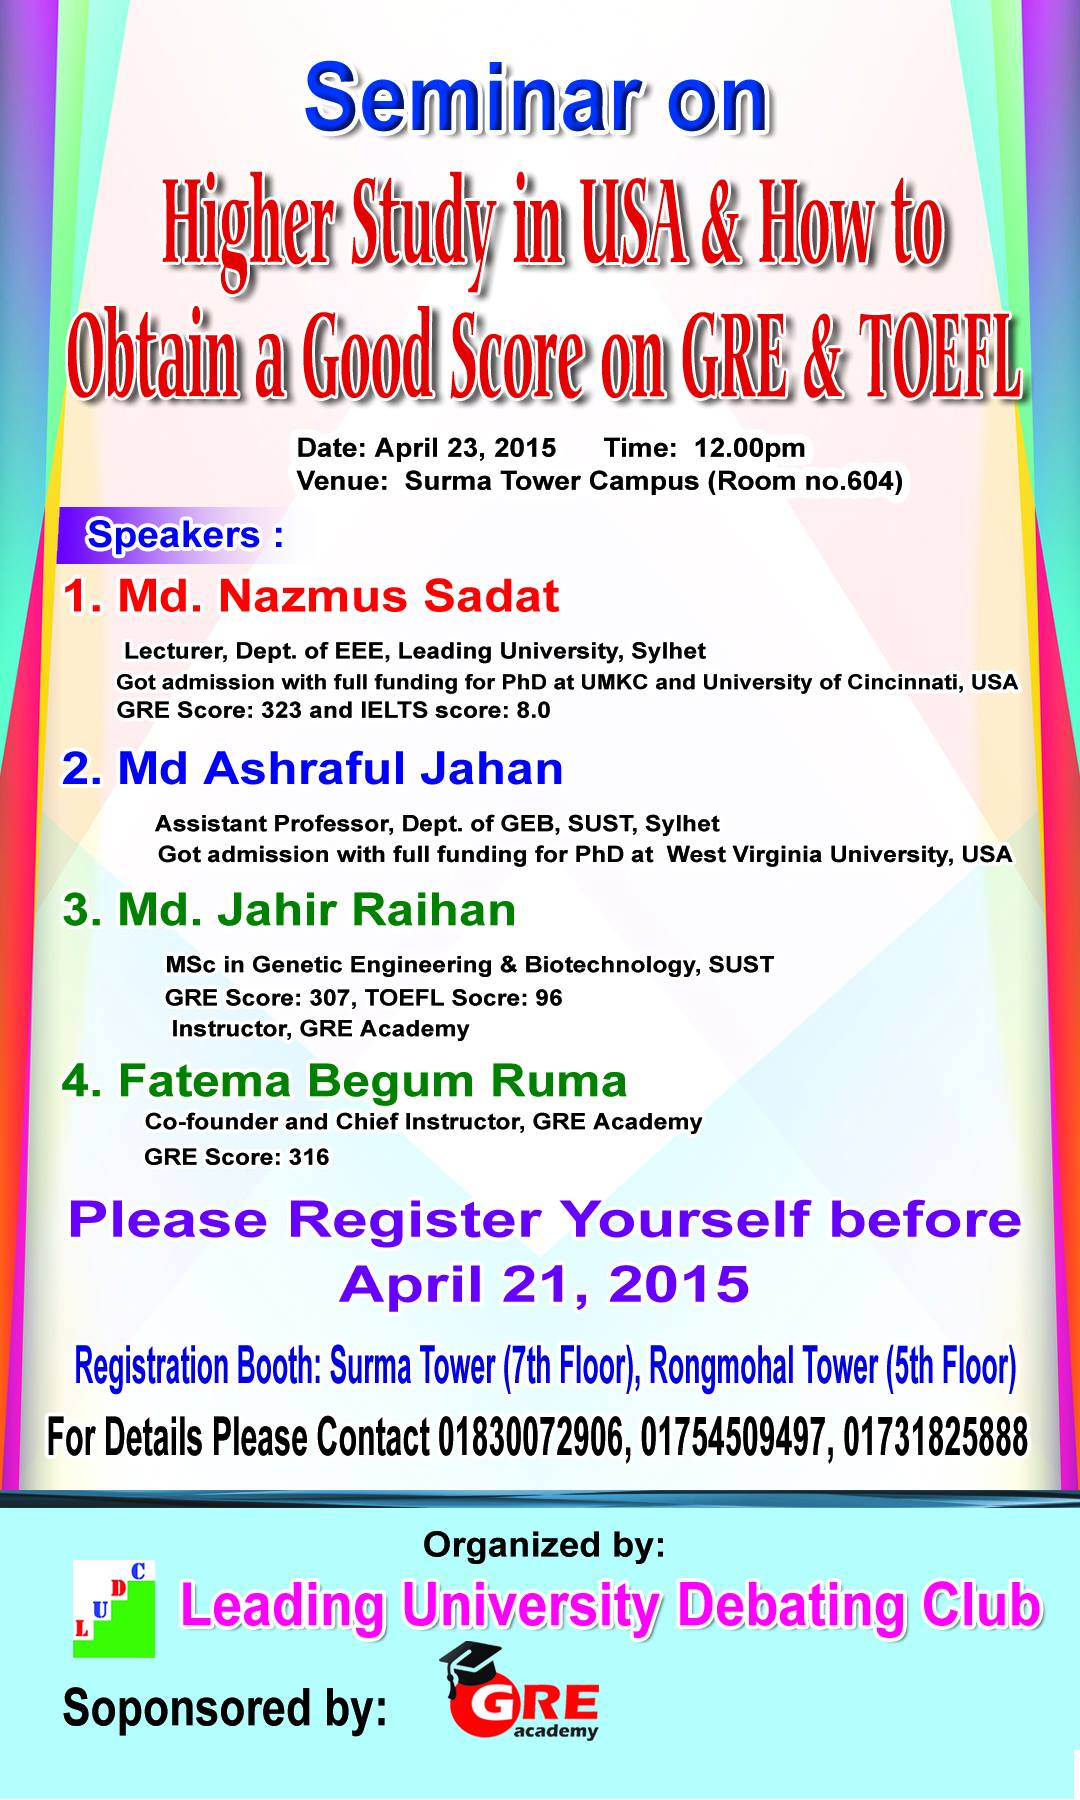 Seminar on
Higher Study in USA & How to
Obtain a Good Score on GRE & TOEFL
Date: April 23, 2015 Time: 12.00pm
Venue: Surma Tower Campus (Room no.604)
Speakers :
1. Md. Nazmus Sadat
Lecturer, Dept. of EEE, Leading University, Sylhet
Got admission with full funding for PhD at UMKC and University of Cincinnati, USA
GRE Score: 323 and IELTS score: 8.0
2. Md Ashraful Jahan
Assistant Professor, Dept. of GEB, SUST, Sylhet
Got admission with full funding for PhD at West Virginia University, USA
3. Md. Jahir Raihan
MSc in Genetic Engineering & Biotechnology, SUST
GRE Score: 307, TOEFL Socre: 96
Instructor, GRE Academy
4. Fatema Begum Ruma
Co-founder and Chief Instructor, GRE Academy
GRE Score: 316
Please Register Yourself before
April 21, 2015
Registration Booth: Surma Tower (7th Floor), Rongmohal Tower (5th Floor)
For Details Please Contact 01830072906, 01754509497, 01731825888
Organized by:
LUDC
Leading University Debating Club
Soponsored by:
GRE
academy